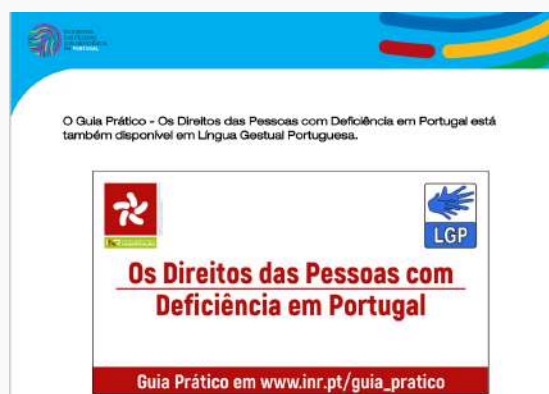 O Guia Prático - Os Direitos das Pessoas com Deficiência em Portugal está
também disponível em Língua Gestual Portuguesa.
LGP
Os Direitos das Pessoas com
Deficiência em Portugal
Guia Prático em www.inr.pt/guia_pratico